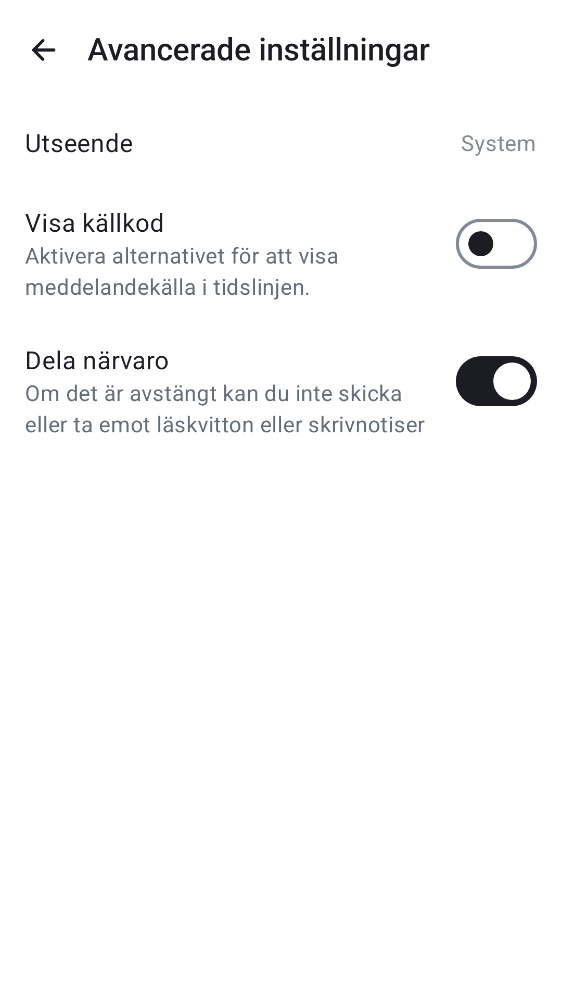 Avancerade inställningar
Utseende System
Visa källkod
Aktivera alternativet för att visa
meddelandekälla i tidslinjen.
Dela närvaro
Om det är avstängt kan du inte skicka
eller ta emot läskvitton eller skrivnotiser